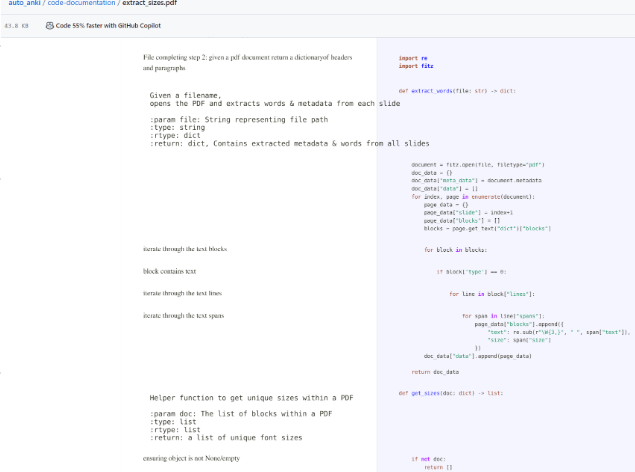 auto_anki / code-documentation / extract_sizes.pdf
43.8 KB Code 55% faster with GitHub Copilot
File completing step 2: given a pdf document return a dictionaryof headers
and paragraphs
import re
import fitz
def extract_words(file: str) -> dict:
Given a filename,
opens the PDF and extracts words & metadata from each slide
:param file: String representing file path
:type: string
:rtype: dict
:return: dict, Contains extracted metadata & words from all slides
document = fitz.open(file, filetype="pdf")
doc_data = {}
doc_data["meta_data"] = document.metadata
doc_data["data"] = []
for index, page in enumerate(document):
page_data = {}
page_data["slide"] = index+1
page_data["blocks"] = []
blocks = page.get_text("dict")["blocks"]
iterate through the text blocks
for block in blocks:
block contains text
if block['type'] == 0:
iterate through the text lines
for line in block["lines"]:
iterate through the text spans
for span in line["spans"]:
page_data["blocks"].append({
"text": re.sub(r"\W{3,}", " ", span["text"]),
"size": span["size"]
})
doc_data["data"].append(page_data)
return doc_data
def get_sizes(doc: dict) -> list:
Helper function to get unique sizes within a PDF
:param doc: The list of blocks within a PDF
:type: list
:rtype: list
:return: a list of unique font sizes
ensuring object is not None/empty
if not doc:
return []